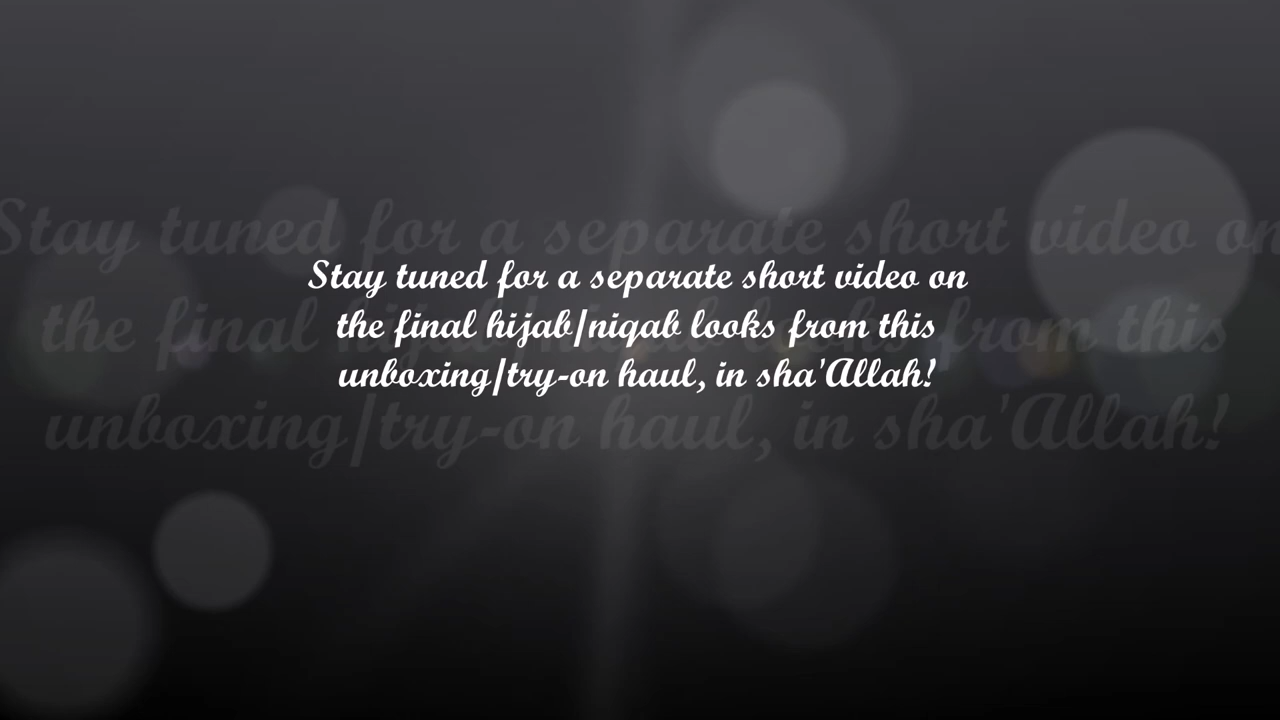 Stay tuned for a separate short video on
the final hijab/niqab looks from this
unboxing/try-on haul, in sha'Allah!